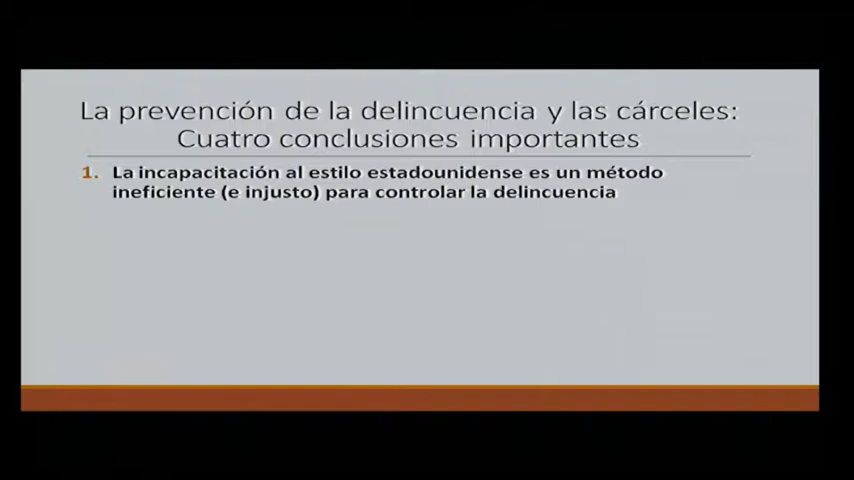 La prevención de la delincuencia y las cárceles:
Cuatro conclusiones importantes
1. La incapacitación al estilo estadounidense es un método
ineficiente (e injusto) para controlar la delincuencia